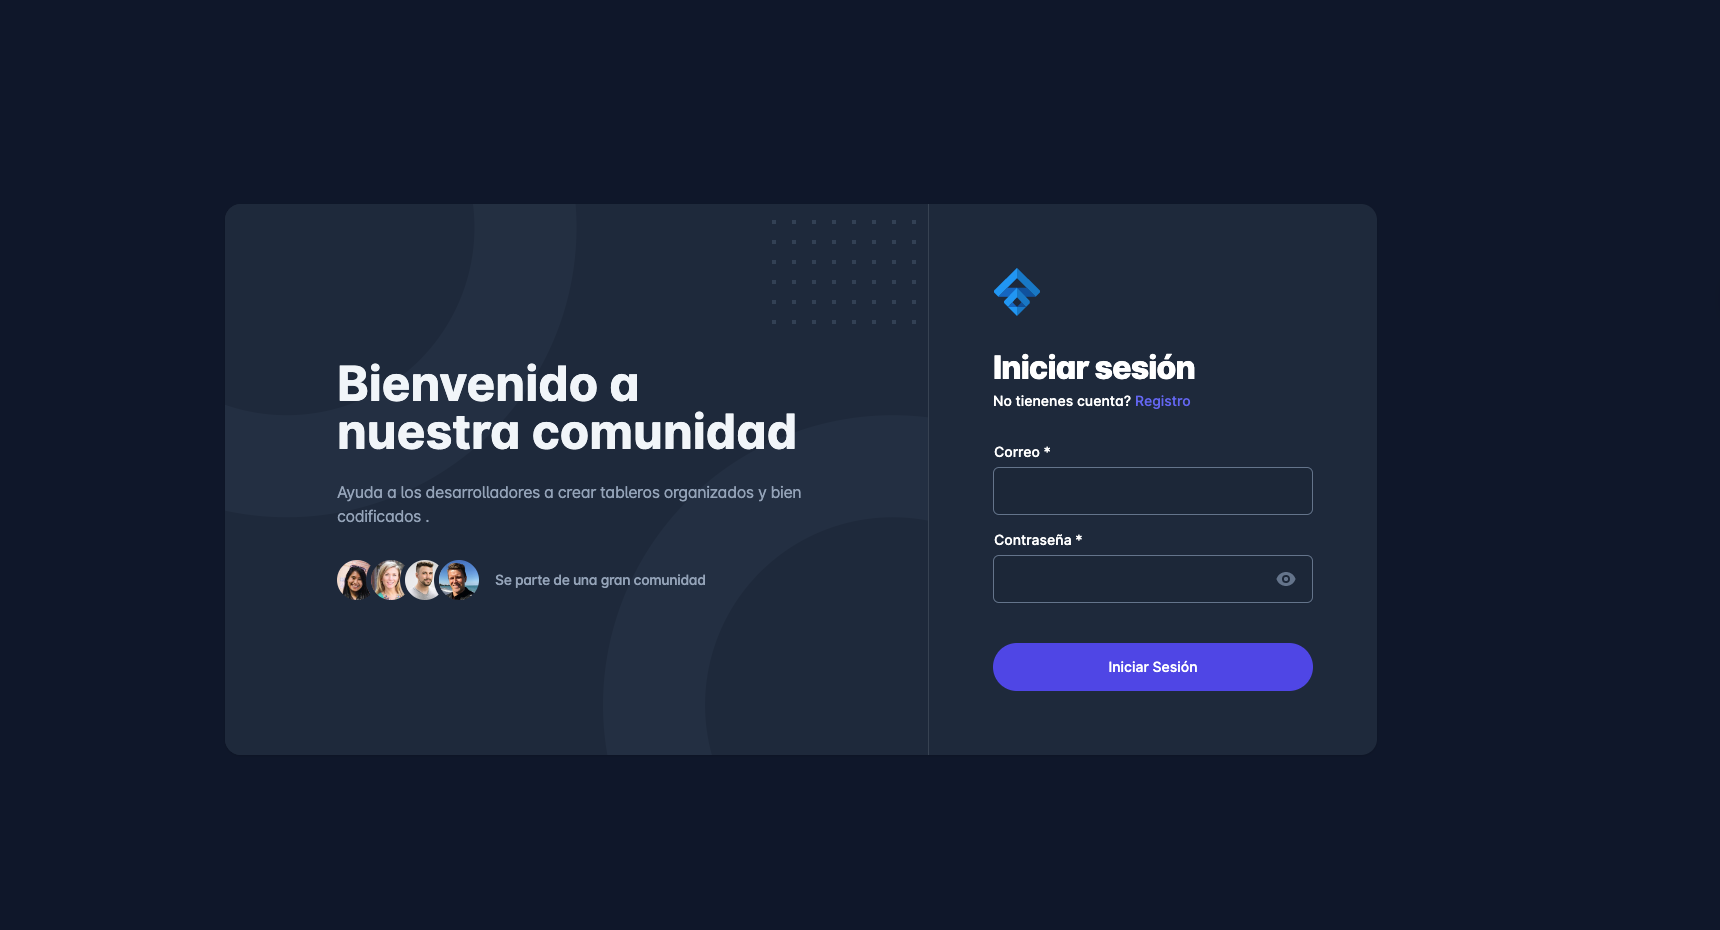 Bienvenido a
nuestra comunidad
Ayuda a los desarrolladores a crear tableros organizados y bien
codificados .
Se parte de una gran comunidad
Iniciar sesión
No tienenes cuenta? Registro
Correo *
Contraseña *
Iniciar Sesión